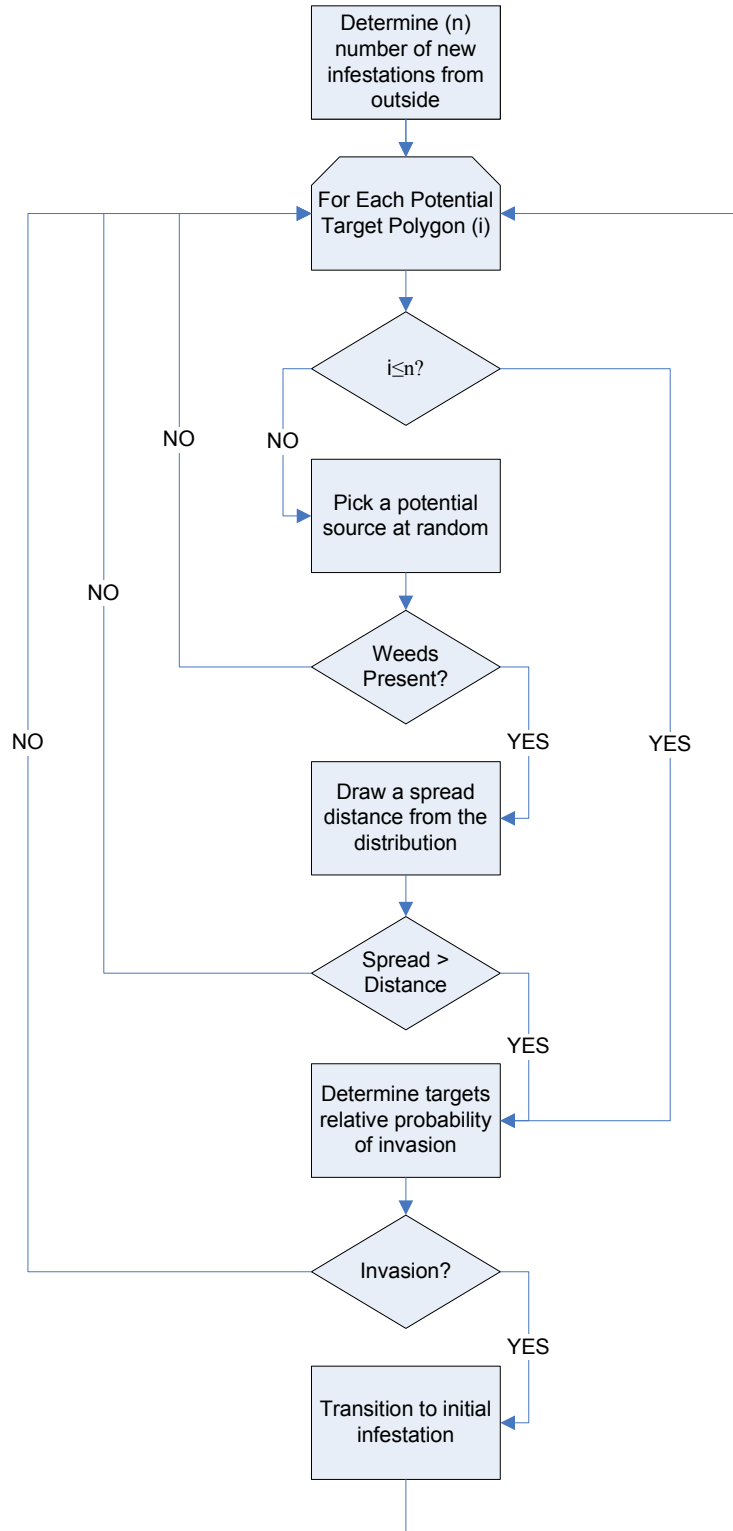 Determine (n)
number of new
infestations from
outside
For Each Potential
Target Polygon (i)
i≤n?
NO
NO
Pick a potential
source at random
NO
Weeds
Present?
NO
YES
YES
Draw a spread
distance from the
distribution
Spread >
Distance
YES
Determine targets
relative probability
of invasion
Invasion?
YES
Transition to initial
infestation